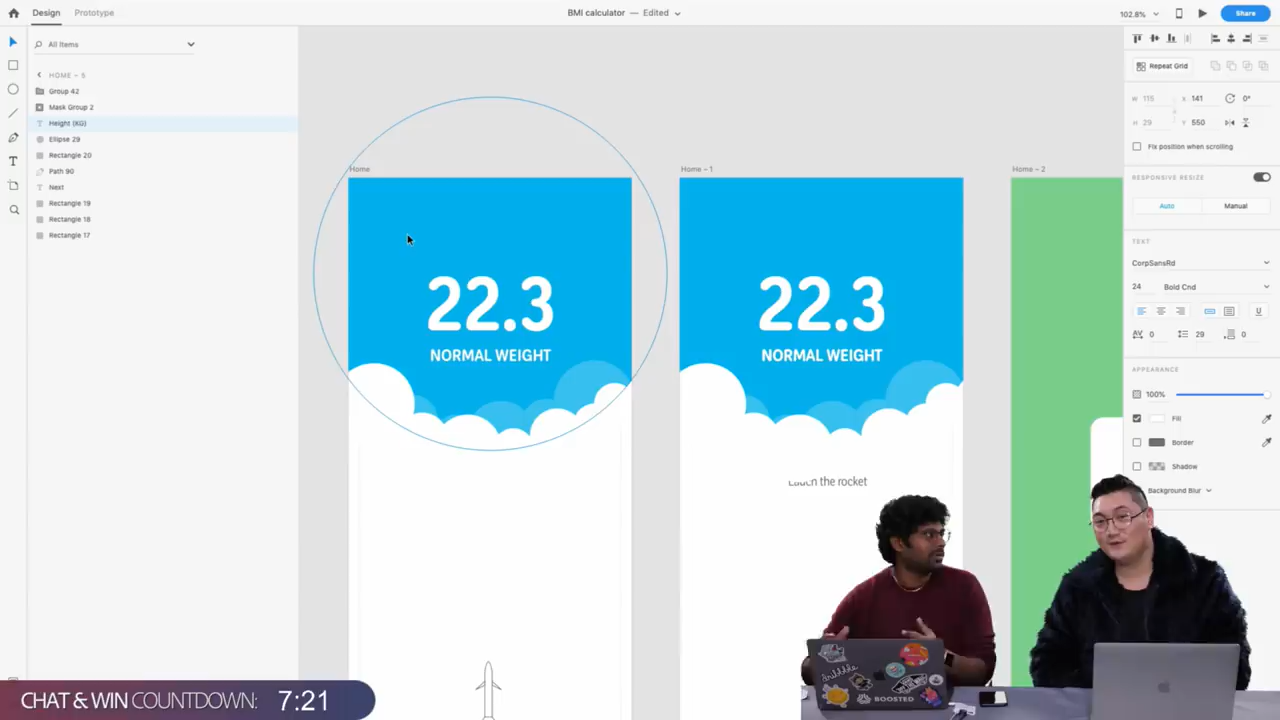 Design
Prototype
BMI calculator — Edited
102.8%
Share
All Items
HOME – 5
Group 42
Mask Group 2
Height (KG)
Ellipse 29
Rectangle 20
Path 90
Next
Rectangle 19
Rectangle 18
Rectangle 17
Home
22.3
NORMAL WEIGHT
Home – 1
22.3
NORMAL WEIGHT
the rocket
Home – 2
Repeat Grid
W 115
X 141
0°
H 29
Y 550
Fix position when scrolling
RESPONSIVE RESIZE
Auto
Manual
TEXT
CorpSansRd
24
Bold Cnd
0
29
0
APPEARANCE
100%
Fill
Border
Shadow
Background Blur
BOOSTED
CHAT & WIN COUNTDOWN: 7:21